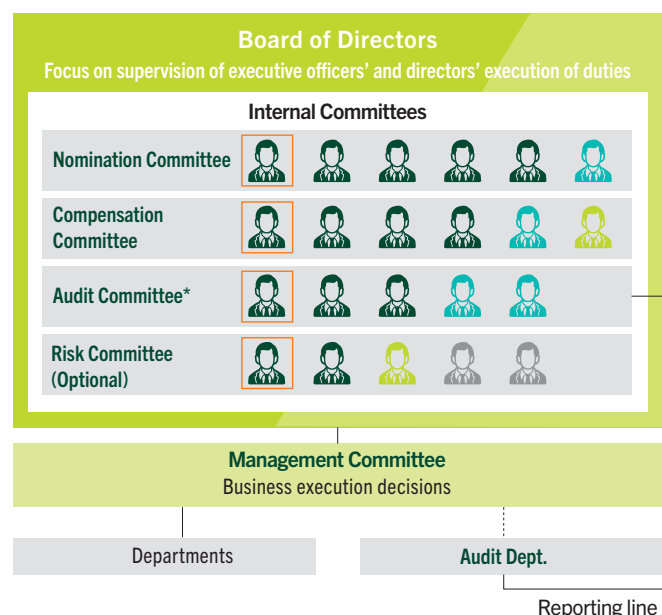 Board of Directors
Focus on supervision of executive officers' and directors' execution of duties
Internal Committees
Nomination Committee
Compensation
Committee
Audit Committee*
Risk Committee
(Optional)
Management Committee
Business execution decisions
Departments
Audit Dept.
Reporting line